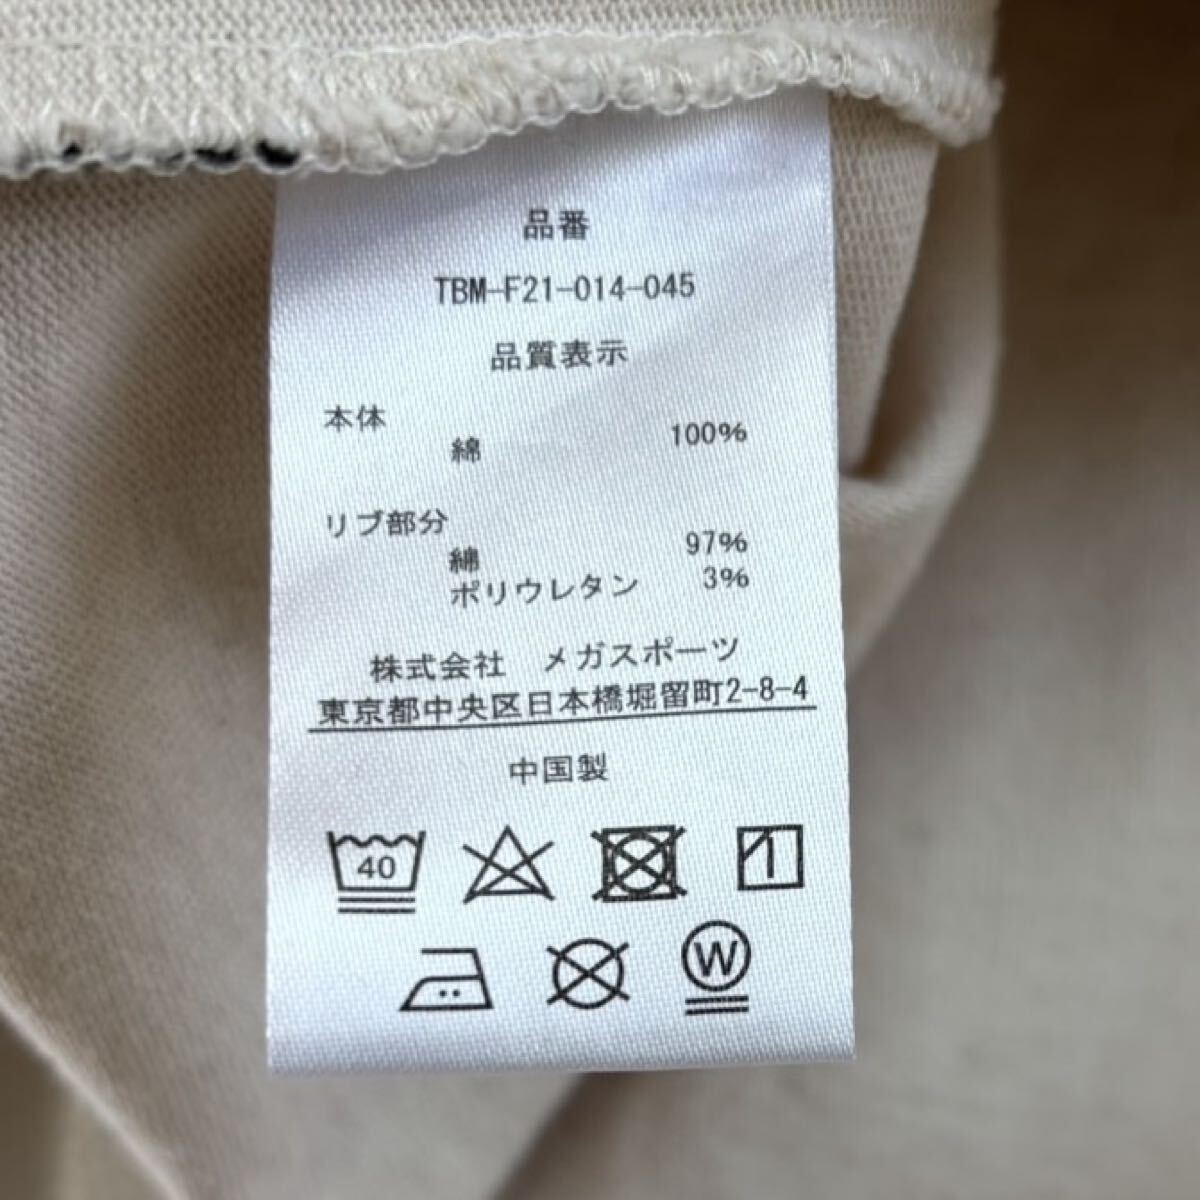 品番
TBM-F21-014-045
品質表示
本体
綿 100%
リブ部分
綿 97%
ポリウレタン 3%
株式会社 メガスポーツ
東京都中央区日本橋堀留町2-8-4
中国製
40
W